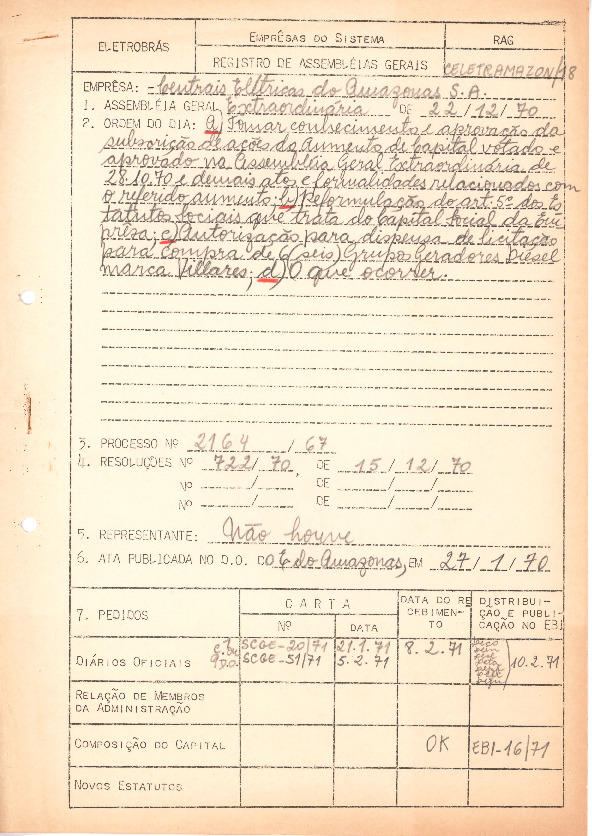 ELETROBRÁS
EMPRÊSAS DO SISTEMA
RAG
REGISTRO DE ASSEMBLÉIAS GERAIS
CELETRAMAZON/18
EMPRÊSA: - Centrais Elétricas do Amazonas S.A.
1. ASSEMBLÉIA GERAL Extraordinária DE 22/12/70
2. ORDEM DO DIA: a) Tomar conhecimento e aprovação da
subscrição de ações do Aumento de Capital votado e
aprovado na Assembléia Geral Extraordinária de
28.10.70 e demais atos e formalidades relacionados com
o referido aumento; b) Reformulação do art. 5º dos Es-
tatutos Sociais que trata do Capital Social da Em-
prêsa; c) Autorização para dispensa de licitação
para compra de 6 (seis) Grupos Geradores Diesel
marca Villares; d) O que ocorrer.
3. PROCESSO Nº 2164 / 67
4. RESOLUÇÕES Nº 722/70, DE 15/12/70
Nº / DE / /
Nº / DE / /
5. REPRESENTANTE: Não houve
6. ATA PUBLICADA NO D.O. DO E do Amazonas, EM 27/1/70
7. PEDIDOS
CARTA
Nº
DATA
DATA DO RE
CEBIMEN-
TO
DISTRIBUI-
ÇÃO E PUBLI-
CAÇÃO NO EBI
DIÁRIOS OFICIAIS
SCGE-20/71 21.1.71 8.2.71
D.O. SCGE-51/71 5.2.71 10.2.71
RELAÇÃO DE MEMBROS
DA ADMINISTRAÇÃO
COMPOSIÇÃO DO CAPITAL OK EBI-16/71
NOVOS ESTATUTOS